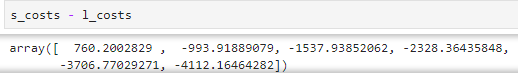 s_costs - l_costs
array([  760.2002829 ,  -993.91889079, -1537.93852062, -2328.36435848,
       -3706.77029271, -4112.16464282])